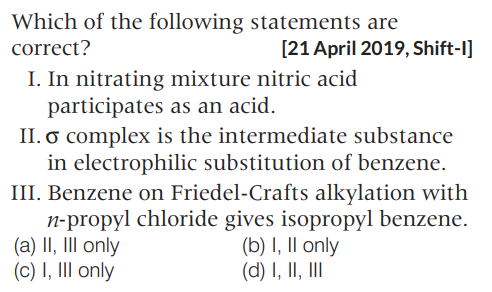 Which of the following statements are
correct? [21 April 2019, Shift-I]
I. In nitrating mixture nitric acid
participates as an acid.
II. σ complex is the intermediate substance
in electrophilic substitution of benzene.
III. Benzene on Friedel-Crafts alkylation with
n-propyl chloride gives isopropyl benzene.
(a) II, III only (b) I, II only
(c) I, III only (d) I, II, III